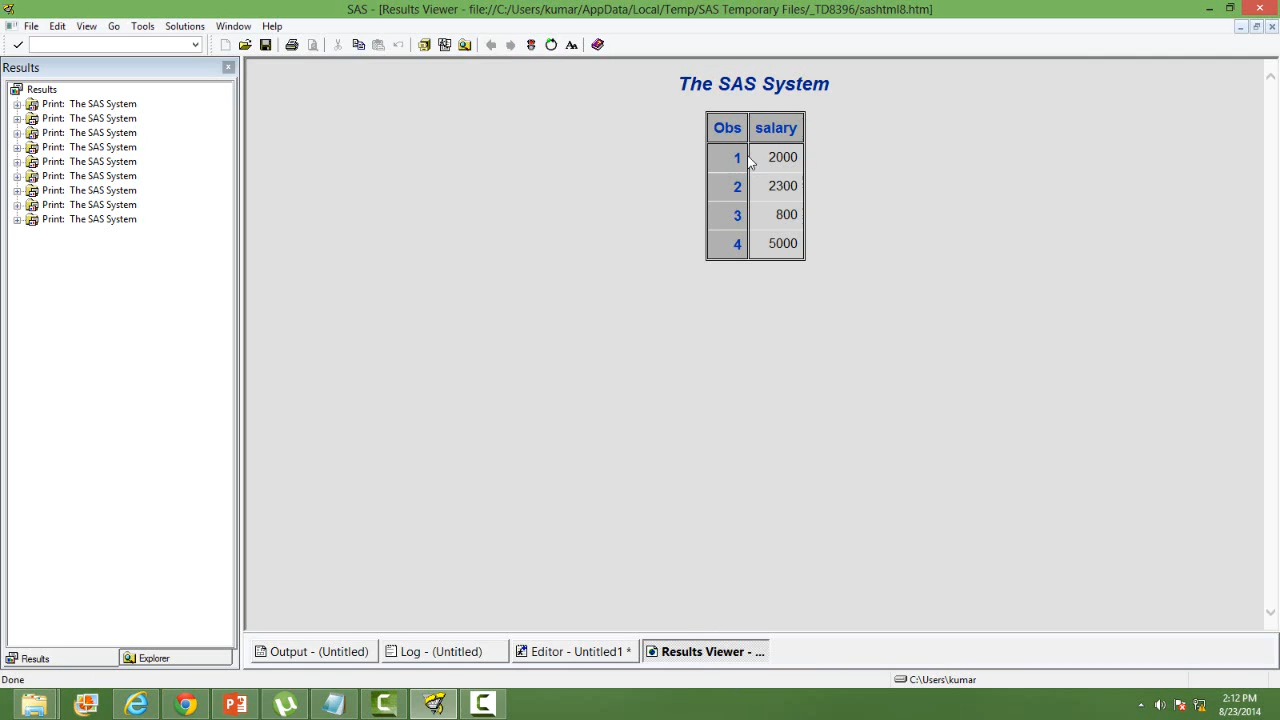 SAS - [Results Viewer - file://C:/Users/kumar/AppData/Local/Temp/SAS Temporary Files/_TD8396/sashtml8.htm]
File Edit View Go Tools Solutions Window Help
Results
Results
Print: The SAS System
Print: The SAS System
Print: The SAS System
Print: The SAS System
Print: The SAS System
Print: The SAS System
Print: The SAS System
Print: The SAS System
Print: The SAS System
The SAS System
Obs salary
1 2000
2 2300
3 800
4 5000
Results Explorer
Output - (Untitled) Log - (Untitled) Editor - Untitled1 * Results Viewer - ...
Done C:\Users\kumar
2:12 PM
8/23/2014